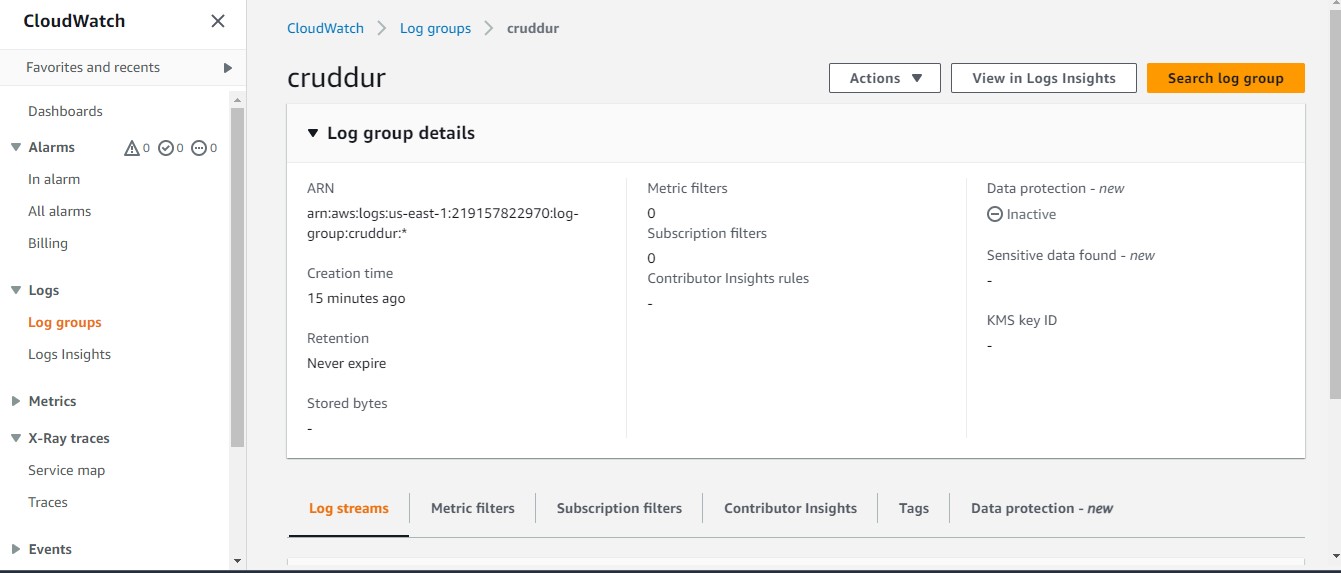 CloudWatch
Favorites and recents
Dashboards
Alarms 0 0 0
In alarm
All alarms
Billing
Logs
Log groups
Logs Insights
Metrics
X-Ray traces
Service map
Traces
Events
CloudWatch Log groups cruddur
cruddur
Actions View in Logs Insights Search log group
Log group details
ARN
arn:aws:logs:us-east-1:219157822970:log-
group:cruddur:*
Creation time
15 minutes ago
Retention
Never expire
Stored bytes
-
Metric filters
0
Subscription filters
0
Contributor Insights rules
-
Data protection - new
Inactive
Sensitive data found - new
-
KMS key ID
-
Log streams Metric filters Subscription filters Contributor Insights Tags Data protection - new